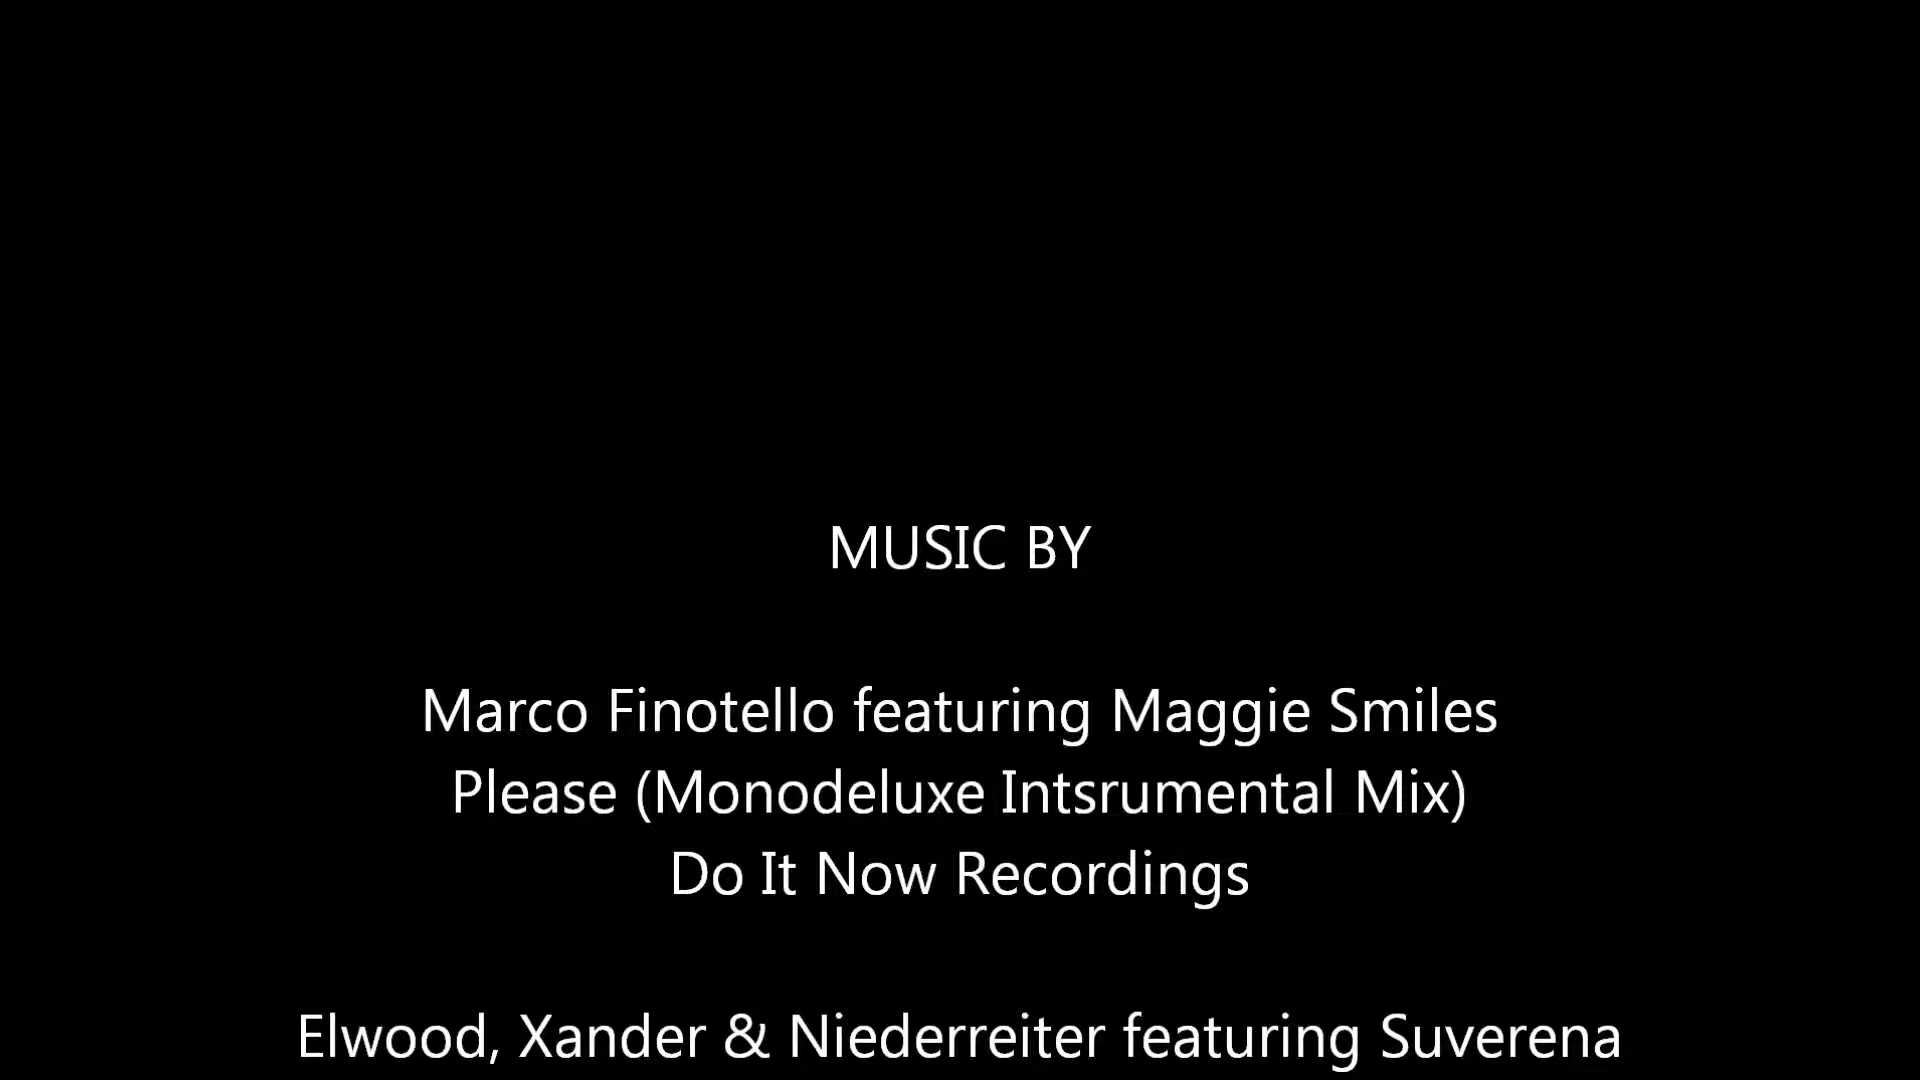 MUSIC BY
Marco Finotello featuring Maggie Smiles
Please (Monodeluxe Intsrumental Mix)
Do It Now Recordings
Elwood, Xander & Niederreiter featuring Suverena